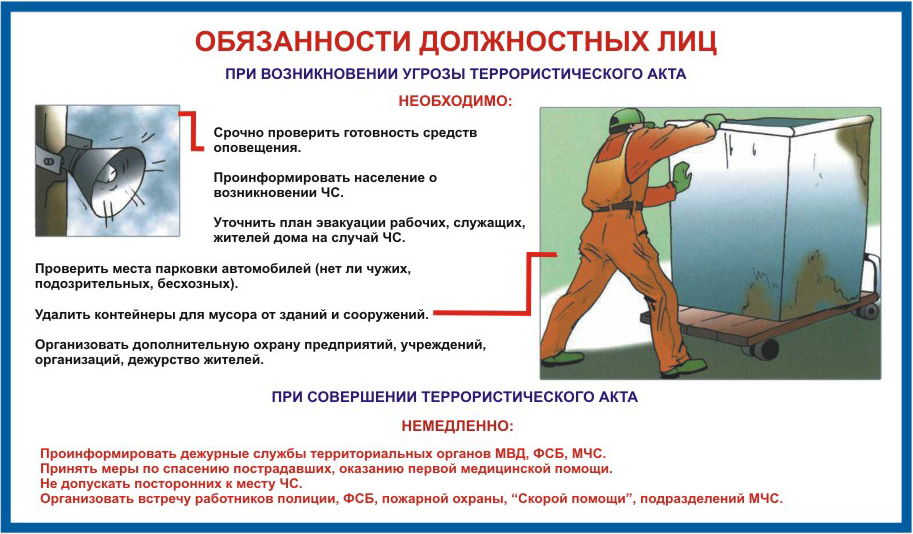 ОБЯЗАННОСТИ ДОЛЖНОСТНЫХ ЛИЦ
ПРИ ВОЗНИКНОВЕНИИ УГРОЗЫ ТЕРРОРИСТИЧЕСКОГО АКТА
НЕОБХОДИМО:
Срочно проверить готовность средств
оповещения.
Проинформировать население о
возникновении ЧС.
Уточнить план эвакуации рабочих, служащих,
жителей дома на случай ЧС.
Проверить места парковки автомобилей (нет ли чужих,
подозрительных, бесхозных).
Удалить контейнеры для мусора от зданий и сооружений.
Организовать дополнительную охрану предприятий, учреждений,
организаций, дежурство жителей.
ПРИ СОВЕРШЕНИИ ТЕРРОРИСТИЧЕСКОГО АКТА
НЕМЕДЛЕННО:
Проинформировать дежурные службы территориальных органов МВД, ФСБ, МЧС.
Принять меры по спасению пострадавших, оказанию первой медицинской помощи.
Не допускать посторонних к месту ЧС.
Организовать встречу работников полиции, ФСБ, пожарной охраны, “Скорой помощи”, подразделений МЧС.